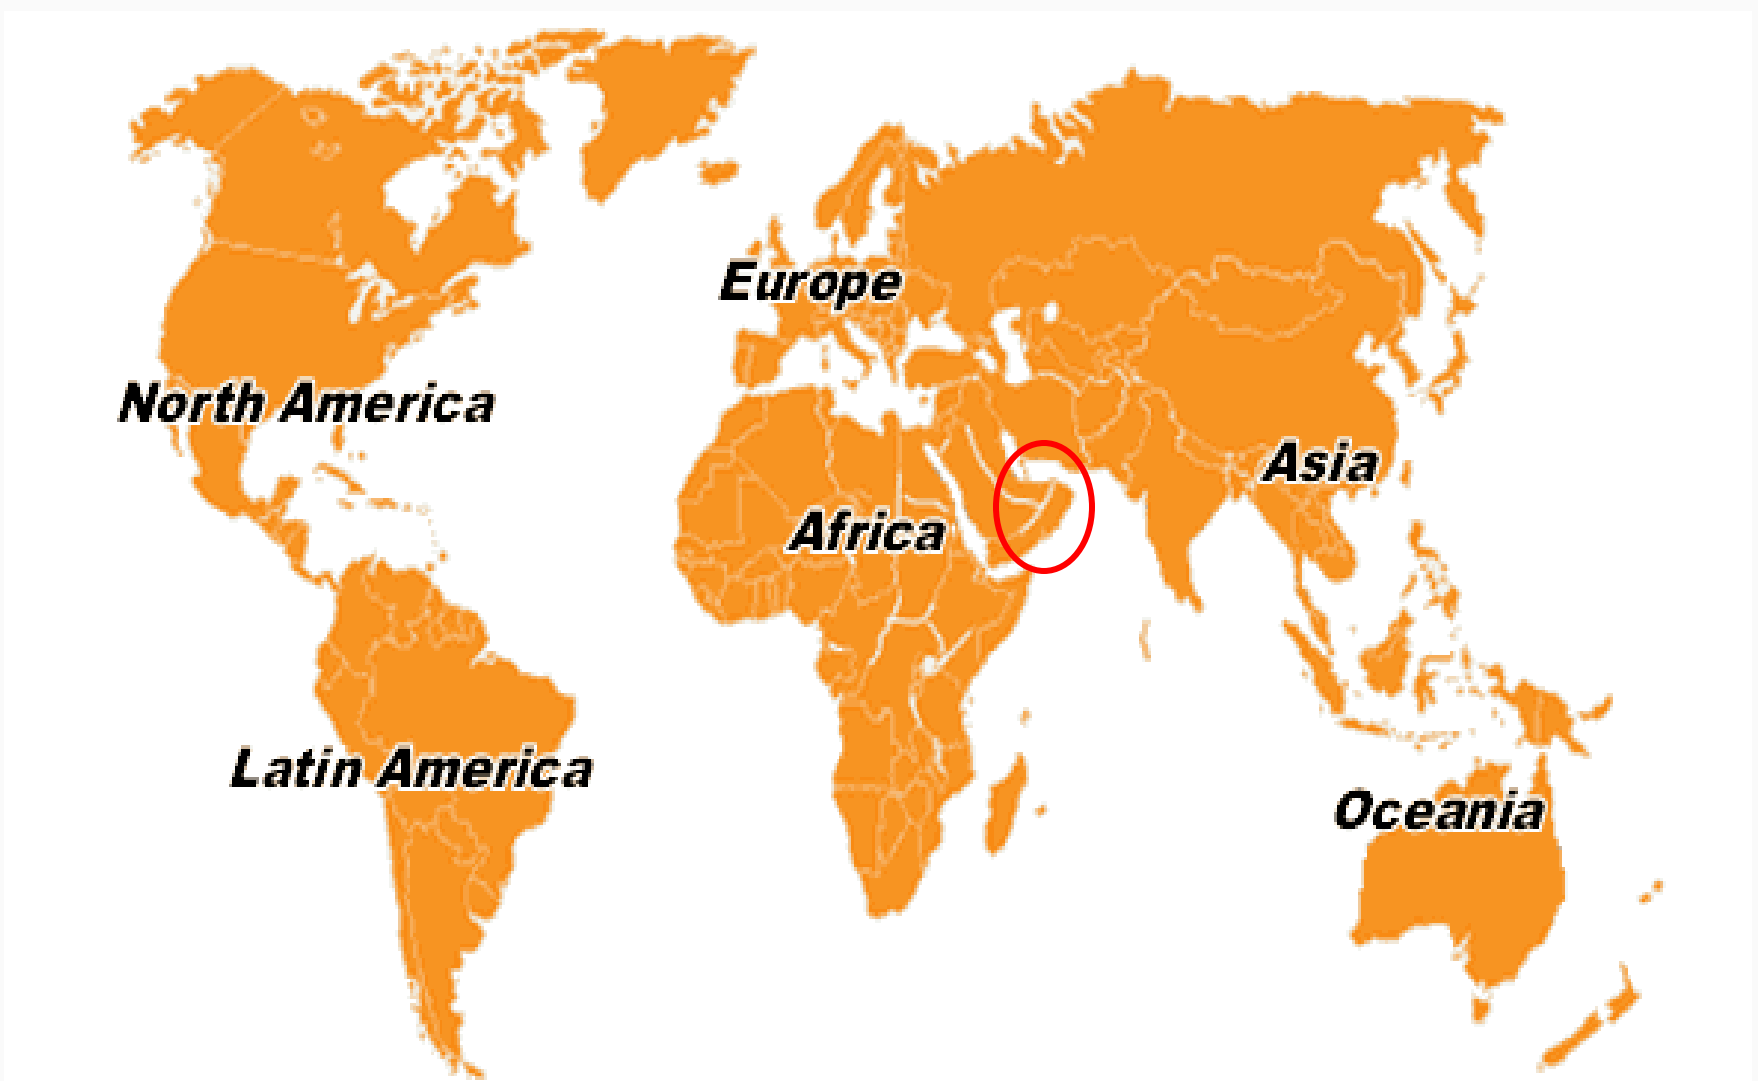 Europe
North America
Asia
Africa
Latin America
Oceania